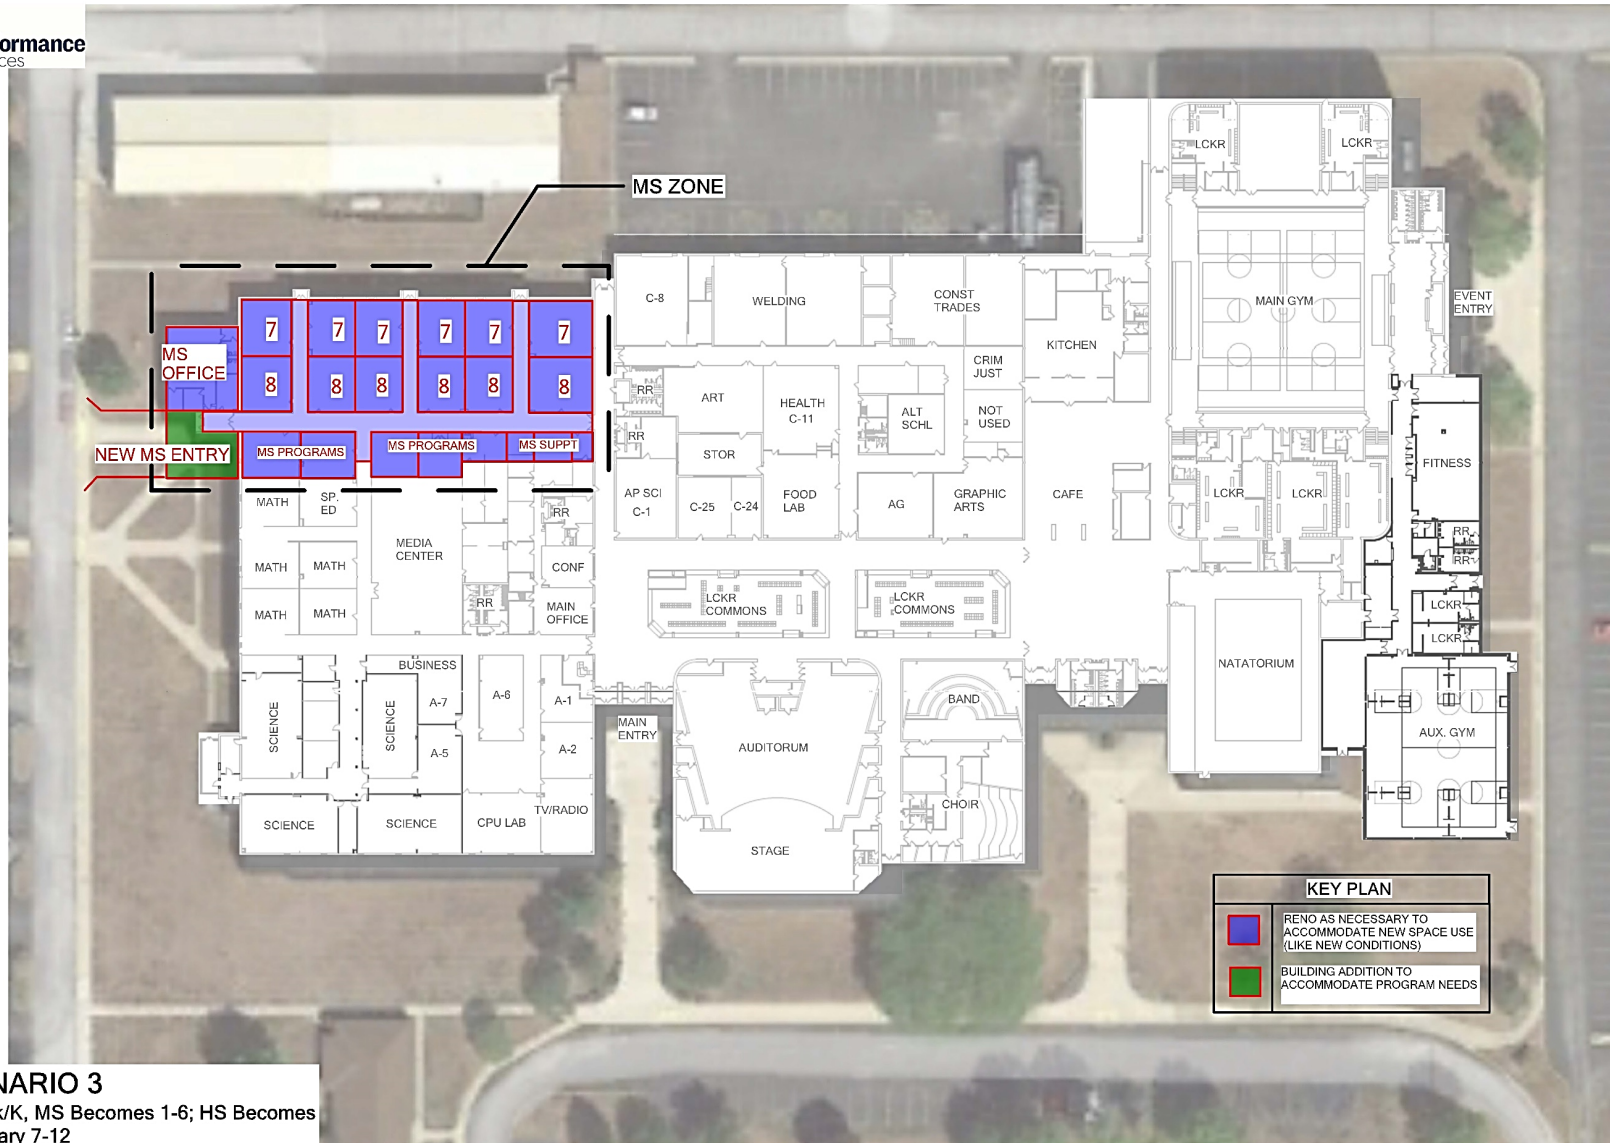 ormance
ces
MS ZONE
LCKR
LCKR
C-8
WELDING
CONST
TRADES
MAIN GYM
EVENT
ENTRY
7
7
7
7
7
7
MS
OFFICE
8
8
8
8
8
8
KITCHEN
CRIM
JUST
RR
ART
HEALTH
C-11
ALT
SCHL
NOT
USED
NEW MS ENTRY
MS PROGRAMS
MS PROGRAMS
MS SUPPT
RR
STOR
FITNESS
MATH
SP.
ED
RR
AP SCI
C-1
C-25
C-24
FOOD
LAB
AG
GRAPHIC
ARTS
CAFE
LCKR
LCKR
MEDIA
CENTER
RR
RR
MATH
MATH
CONF
MATH
MATH
RR
MAIN
OFFICE
LCKR
COMMONS
LCKR
COMMONS
LCKR
LCKR
BUSINESS
NATATORIUM
SCIENCE
SCIENCE
A-7
A-6
A-1
BAND
A-5
A-2
MAIN
ENTRY
AUDITORUM
AUX. GYM
SCIENCE
SCIENCE
CPU LAB
TV/RADIO
CHOIR
STAGE
KEY PLAN
RENO AS NECESSARY TO
ACCOMMODATE NEW SPACE USE
(LIKE NEW CONDITIONS)
BUILDING ADDITION TO
ACCOMMODATE PROGRAM NEEDS
NARIO 3
k/K, MS Becomes 1-6; HS Becomes
ary 7-12